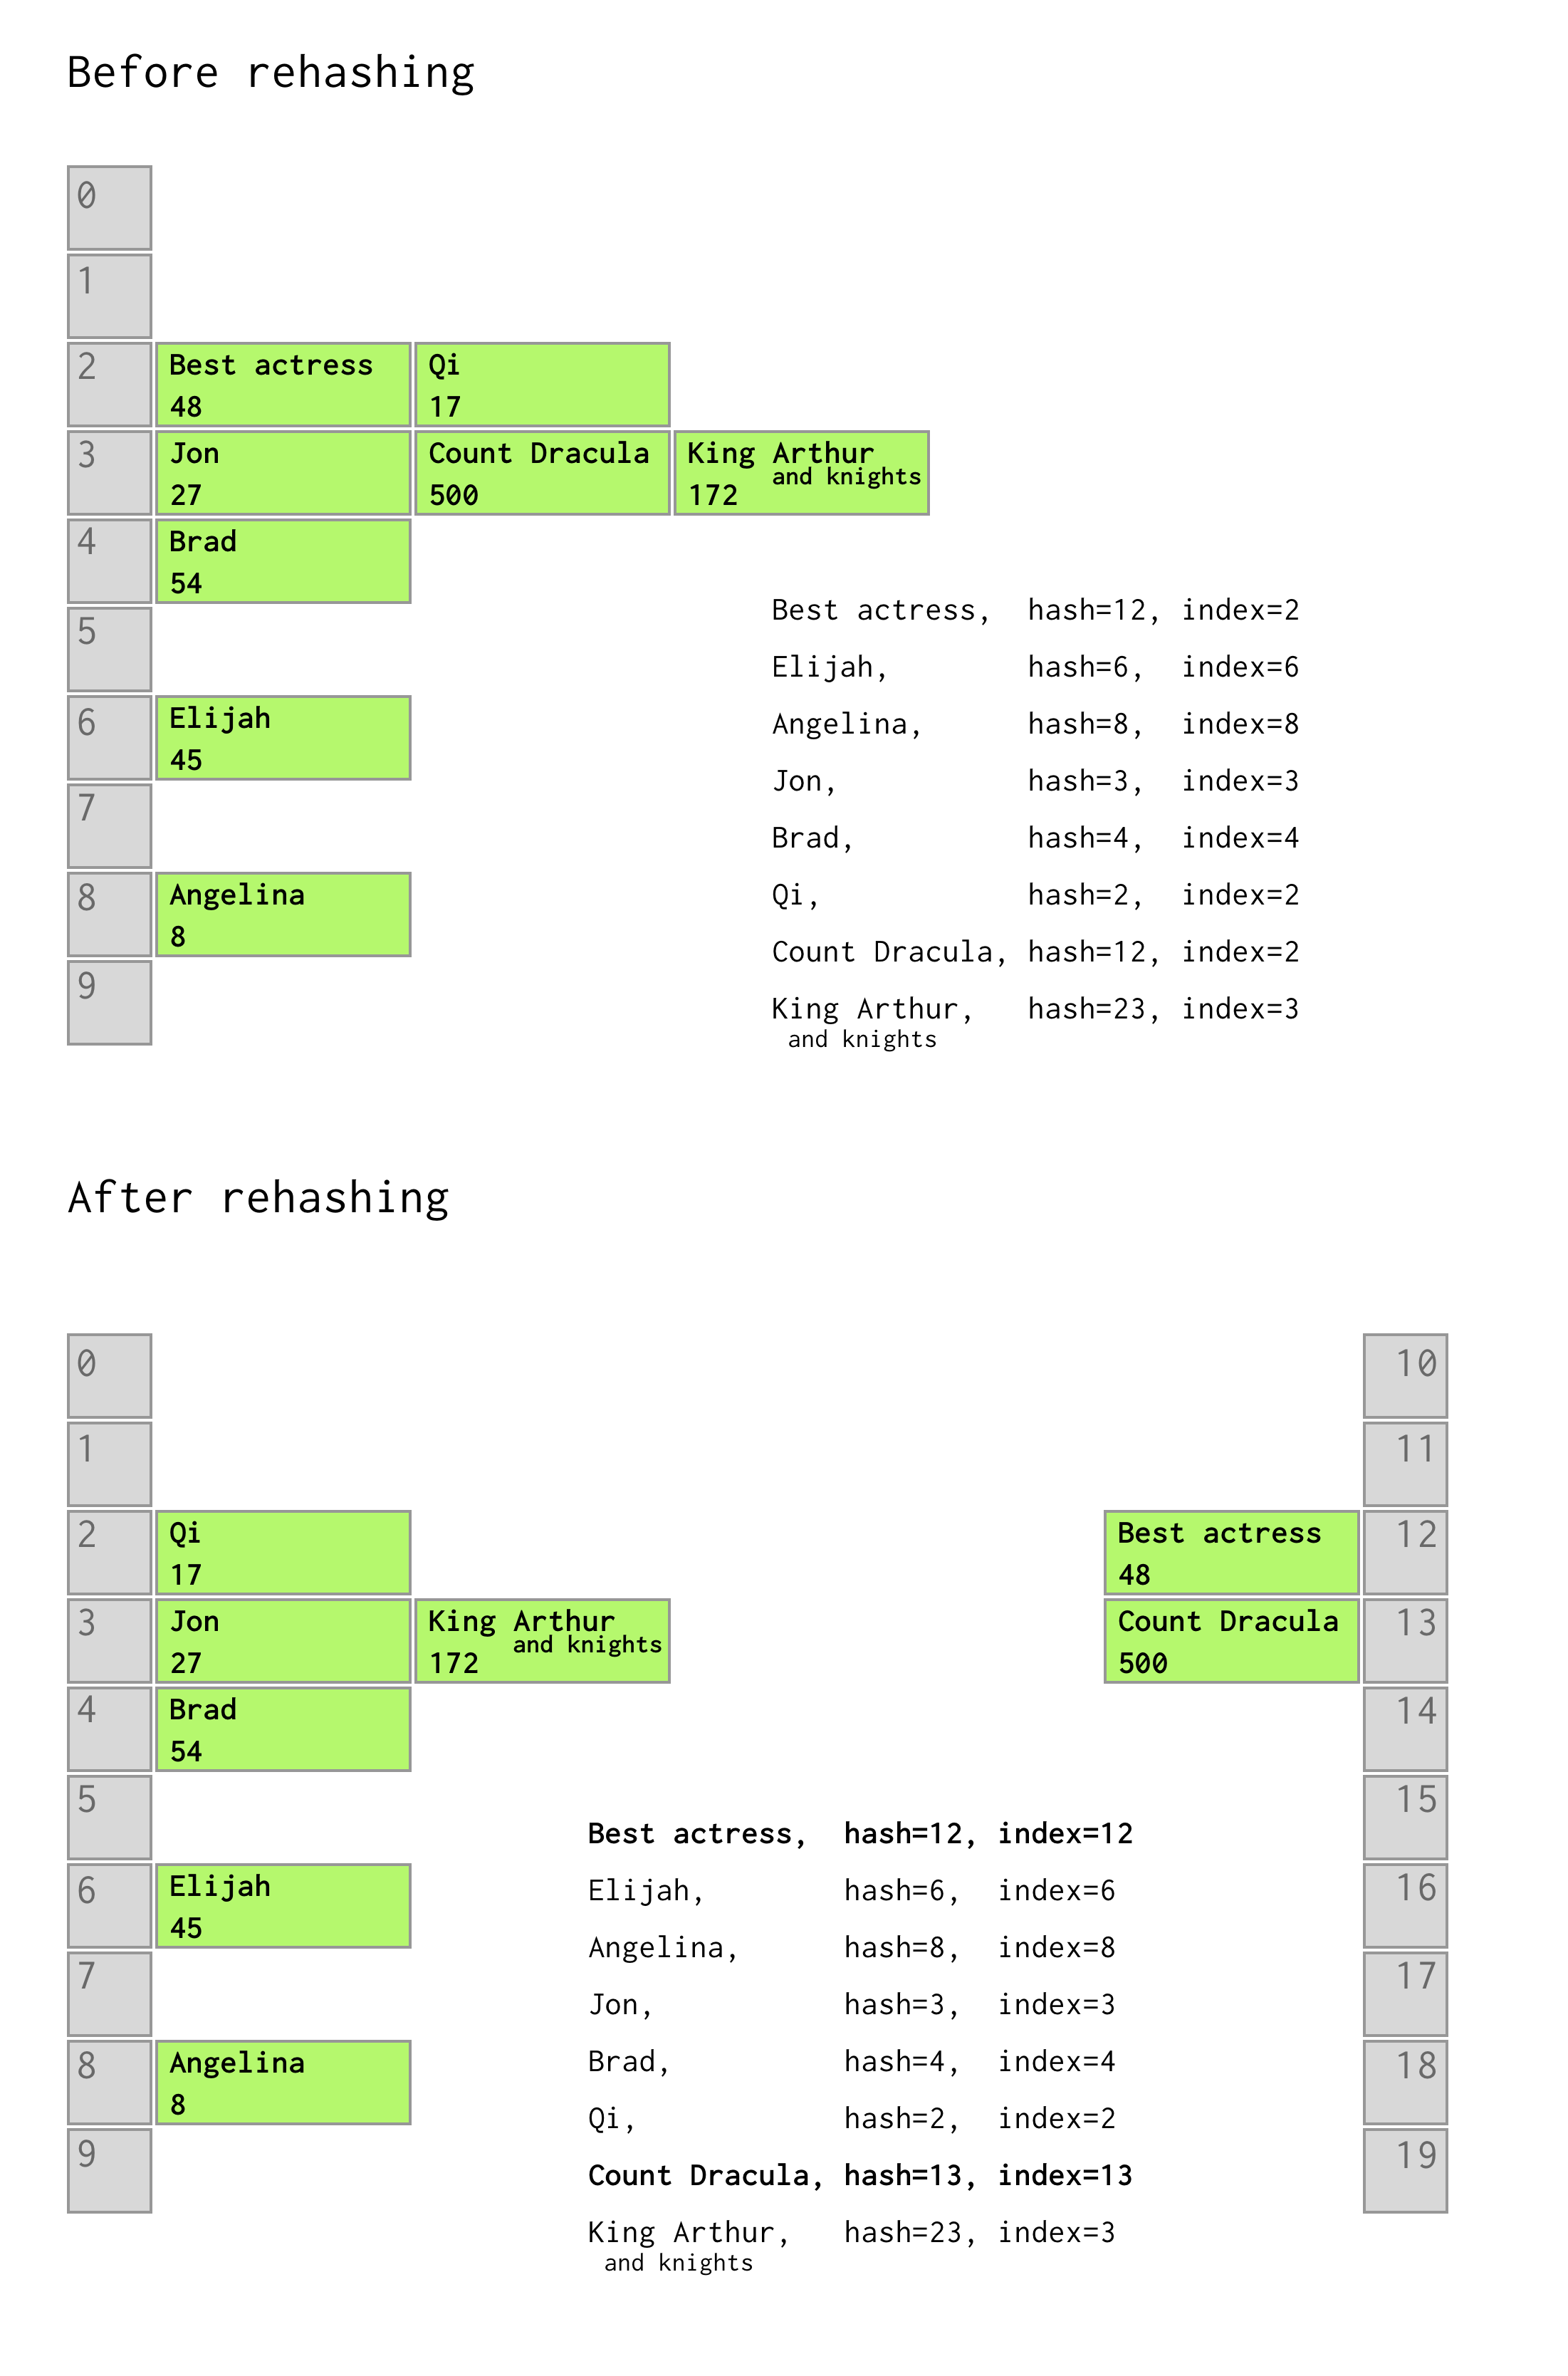 Before rehashing
0
1
2
Best actress
48
Qi
17
3
Jon
27
Count Dracula
500
King Arthur
and knights
172
4
Brad
54
5
6
Elijah
45
7
8
Angelina
8
9
Best actress, hash=12, index=2
Elijah, hash=6, index=6
Angelina, hash=8, index=8
Jon, hash=3, index=3
Brad, hash=4, index=4
Qi, hash=2, index=2
Count Dracula, hash=12, index=2
King Arthur, hash=23, index=3
and knights
After rehashing
0
1
2
Qi
17
3
Jon
27
King Arthur
and knights
172
4
Brad
54
5
6
Elijah
45
7
8
Angelina
8
9
10
11
Best actress
48
12
Count Dracula
500
13
14
15
16
17
18
19
Best actress, hash=12, index=12
Elijah, hash=6, index=6
Angelina, hash=8, index=8
Jon, hash=3, index=3
Brad, hash=4, index=4
Qi, hash=2, index=2
Count Dracula, hash=13, index=13
King Arthur, hash=23, index=3
and knights